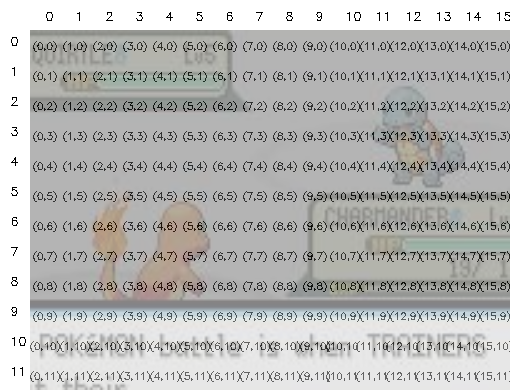 0 1 2 3 4 5 6 7 8 9 10 11 12 13 14 15
0 (0,0) (1,0) (2,0) (3,0) (4,0) (5,0) (6,0) (7,0) (8,0) (9,0) (10,0) (11,0) (12,0) (13,0) (14,0) (15,0)
QUIRTLE♂ Lv5
1 (0,1) (1,1) (2,1) (3,1) (4,1) (5,1) (6,1) (7,1) (8,1) (9,1) (10,1) (11,1) (12,1) (13,1) (14,1) (15,1)
2 (0,2) (1,2) (2,2) (3,2) (4,2) (5,2) (6,2) (7,2) (8,2) (9,2) (10,2) (11,2) (12,2) (13,2) (14,2) (15,2)
3 (0,3) (1,3) (2,3) (3,3) (4,3) (5,3) (6,3) (7,3) (8,3) (9,3) (10,3) (11,3) (12,3) (13,3) (14,3) (15,3)
4 (0,4) (1,4) (2,4) (3,4) (4,4) (5,4) (6,4) (7,4) (8,4) (9,4) (10,4) (11,4) (12,4) (13,4) (14,4) (15,4)
5 (0,5) (1,5) (2,5) (3,5) (4,5) (5,5) (6,5) (7,5) (8,5) (9,5) (10,5) (11,5) (12,5) (13,5) (14,5) (15,5)
CHARMANDER♂ Lv
6 (0,6) (1,6) (2,6) (3,6) (4,6) (5,6) (6,6) (7,6) (8,6) (9,6) (10,6) (11,6) (12,6) (13,6) (14,6) (15,6)
7 (0,7) (1,7) (2,7) (3,7) (4,7) (5,7) (6,7) (7,7) (8,7) (9,7) (10,7) (11,7) (12,7) (13,7) (14,7) (15,7)
19/ 1
8 (0,8) (1,8) (2,8) (3,8) (4,8) (5,8) (6,8) (7,8) (8,8) (9,8) (10,8) (11,8) (12,8) (13,8) (14,8) (15,8)
9 (0,9) (1,9) (2,9) (3,9) (4,9) (5,9) (6,9) (7,9) (8,9) (9,9) (10,9) (11,9) (12,9) (13,9) (14,9) (15,9)
10 (0,10) (1,10) (2,10) (3,10) (4,10) (5,10) (6,10) (7,10) (8,10) (9,10) (10,10) (11,10) (12,10) (13,10) (14,10) (15,10)
POKéMON battle is when TRAINERS
11 (0,11) (1,11) (2,11) (3,11) (4,11) (5,11) (6,11) (7,11) (8,11) (9,11) (10,11) (11,11) (12,11) (13,11) (14,11) (15,11)
t their